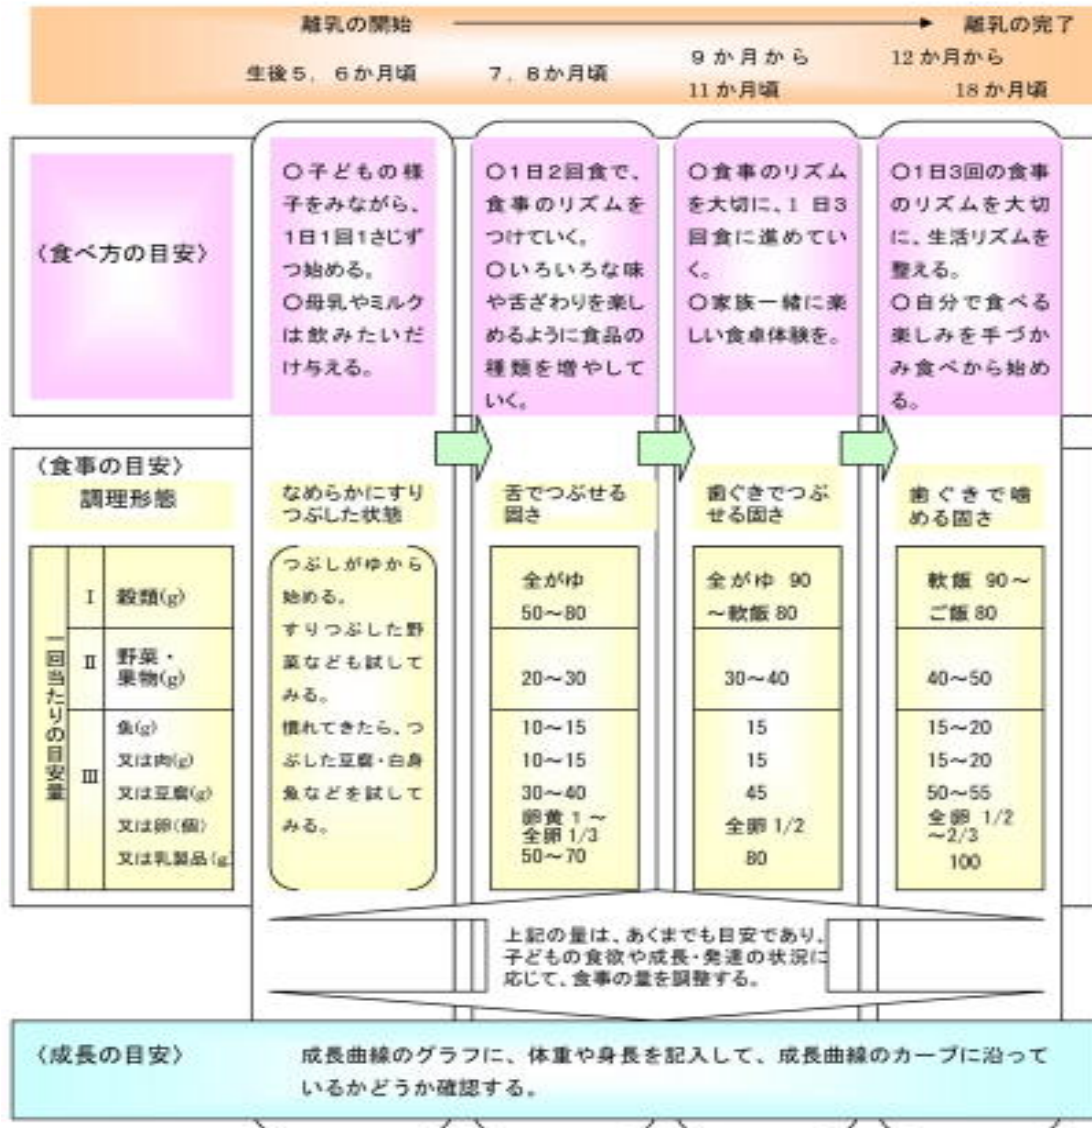 離乳の開始 離乳の完了
生後5，6か月頃
7，8か月頃
9か月から
11か月頃
12か月から
18か月頃
〈食べ方の目安〉
○子どもの様
子をみながら、
1日1回1さじず
つ始める。
○母乳やミルク
は飲みたいだ
け与える。
○1日2回食で、
食事のリズムを
つけていく。
○いろいろな味
や舌ざわりを楽し
めるように食品の
種類を増やして
いく。
○食事のリズム
を大切に、1日3
回食に進めてい
く。
○家族一緒に楽
しい食卓体験を。
○1日3回の食事
のリズムを大切
に、生活リズムを
整える。
○自分で食べる
楽しみを手づか
み食べから始め
る。
〈食事の目安〉
調理形態
なめらかにすり
つぶした状態
舌でつぶせる
固さ
歯ぐきでつぶ
せる固さ
歯ぐきで噛
める固さ
一回当たりの目安量
Ⅰ 穀類(g)
つぶしがゆから
始める。
すりつぶした野
菜なども試して
みる。
慣れてきたら、つ
ぶした豆腐・白身
魚などを試して
みる。
全がゆ
50～80
全がゆ 90
～軟飯 80
軟飯 90～
ご飯 80
Ⅱ 野菜・
果物(g)
20～30
30～40
40～50
Ⅲ
魚(g)
10～15
15
15～20
又は肉(g)
10～15
15
15～20
又は豆腐(g)
30～40
45
50～55
又は卵(個)
卵黄 1～
全卵 1/3
全卵 1/2
全卵 1/2
～2/3
又は乳製品(g)
50～70
80
100
上記の量は、あくまでも目安であり、
子どもの食欲や成長・発達の状況に
応じて、食事の量を調整する。
〈成長の目安〉
成長曲線のグラフに、体重や身長を記入して、成長曲線のカーブに沿って
いるかどうか確認する。